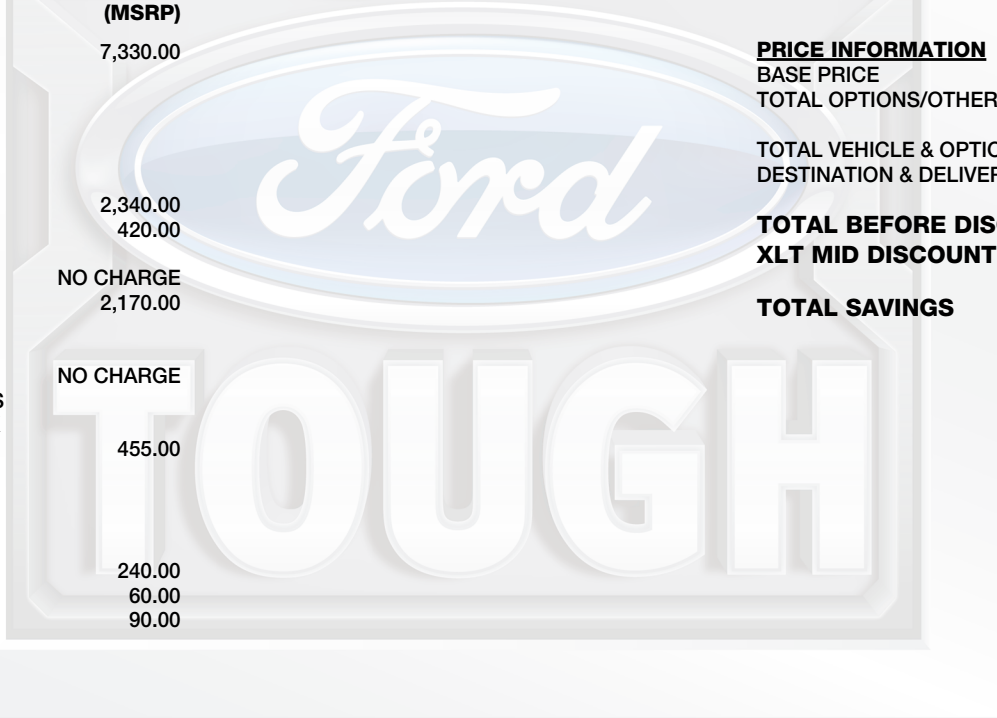 (MSRP)
7,330.00
2,340.00
420.00
NO CHARGE
2,170.00
NO CHARGE
S
455.00
240.00
60.00
90.00
PRICE INFORMATION
BASE PRICE
TOTAL OPTIONS/OTHER
TOTAL VEHICLE & OPTIO
DESTINATION & DELIVER
TOTAL BEFORE DIS
XLT MID DISCOUNT
TOTAL SAVINGS
Ford
TOUGH